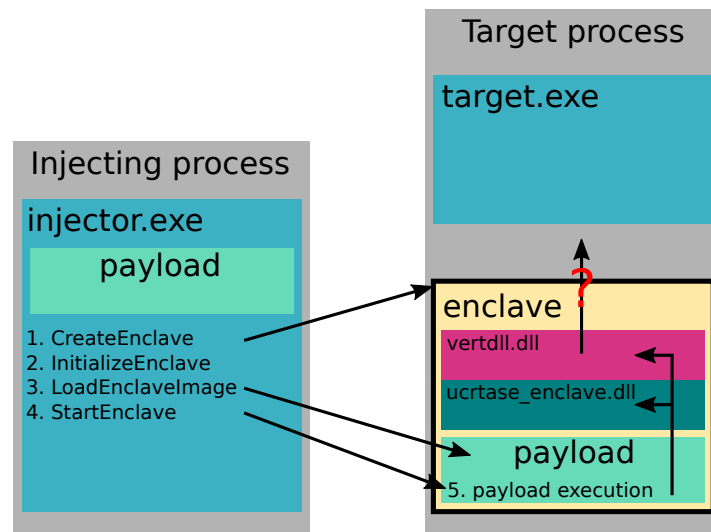 Target process
target.exe
Injecting process
injector.exe
payload
1. CreateEnclave
2. InitializeEnclave
3. LoadEnclaveImage
4. StartEnclave
?
enclave
vertdll.dll
ucrtase_enclave.dll
payload
5. payload execution